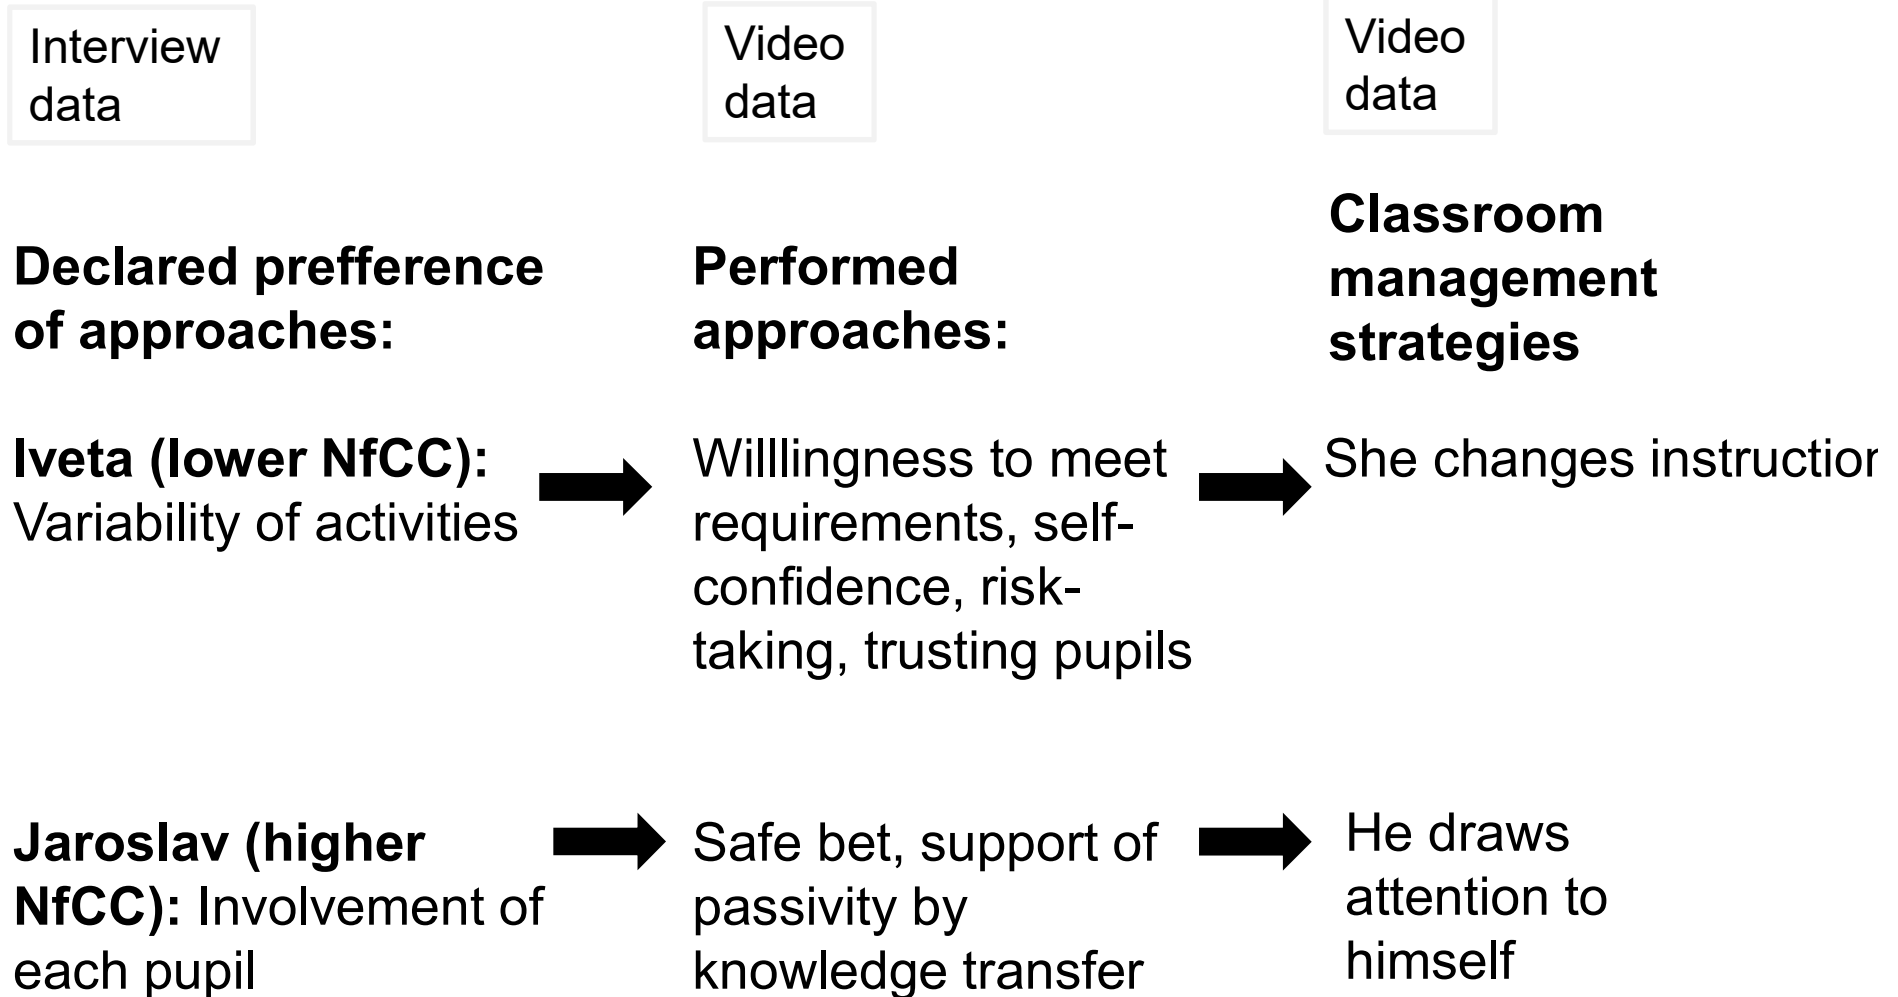 Interview
data
Video
data
Video
data
Declared prefference
of approaches:
Performed
approaches:
Classroom
management
strategies
Iveta (lower NfCC):
Variability of activities
Willlingness to meet
requirements, self-
confidence, risk-
taking, trusting pupils
She changes instruction
Jaroslav (higher
NfCC): Involvement of
each pupil
Safe bet, support of
passivity by
knowledge transfer
He draws
attention to
himself